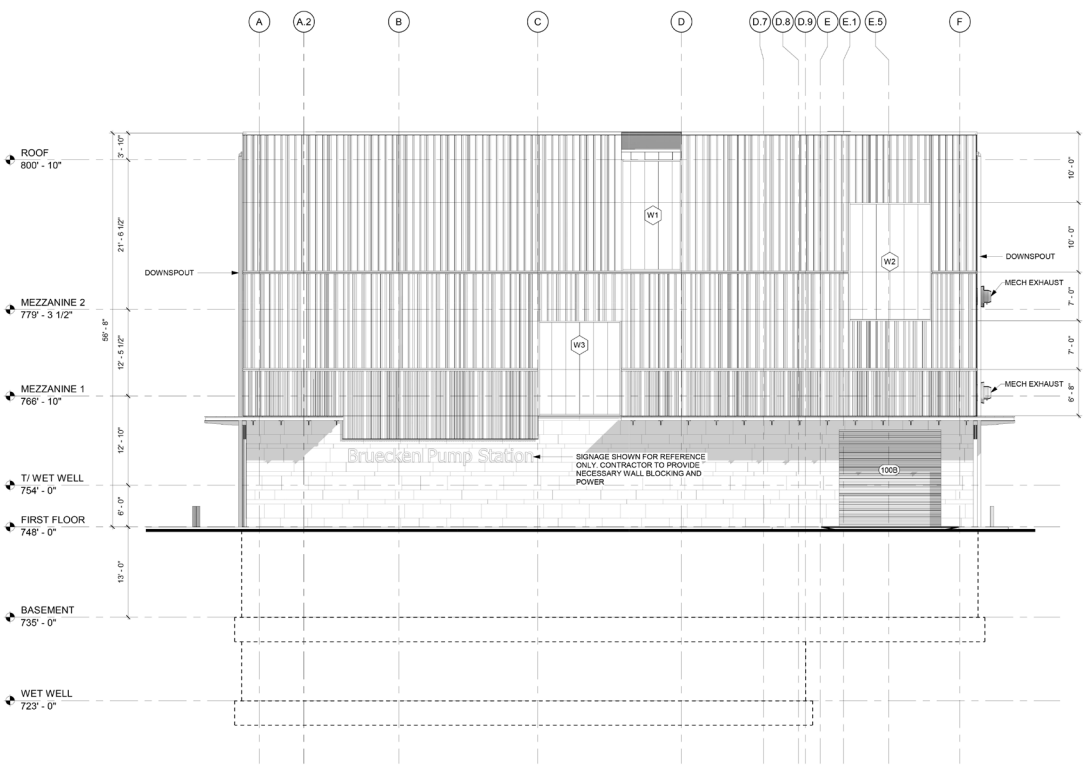 A
A.2
B
C
D
D.7
D.8
D.9
E
E.1
E.5
F
ROOF
800' - 10"
3' - 10"
10' - 0"
W1
21' - 6 1/2"
10' - 0"
W2
DOWNSPOUT
DOWNSPOUT
MECH EXHAUST
7' - 0"
MEZZANINE 2
779' - 3 1/2"
56' - 8"
12' - 5 1/2"
W3
7' - 0"
MEZZANINE 1
766' - 10"
MECH EXHAUST
6' - 8"
12' - 10"
Bruecken Pump Station
SIGNAGE SHOWN FOR REFERENCE
ONLY. CONTRACTOR TO PROVIDE
NECESSARY WALL BLOCKING AND
POWER
100B
T/ WET WELL
754' - 0"
6' - 0"
FIRST FLOOR
748' - 0"
13' - 0"
BASEMENT
735' - 0"
WET WELL
723' - 0"